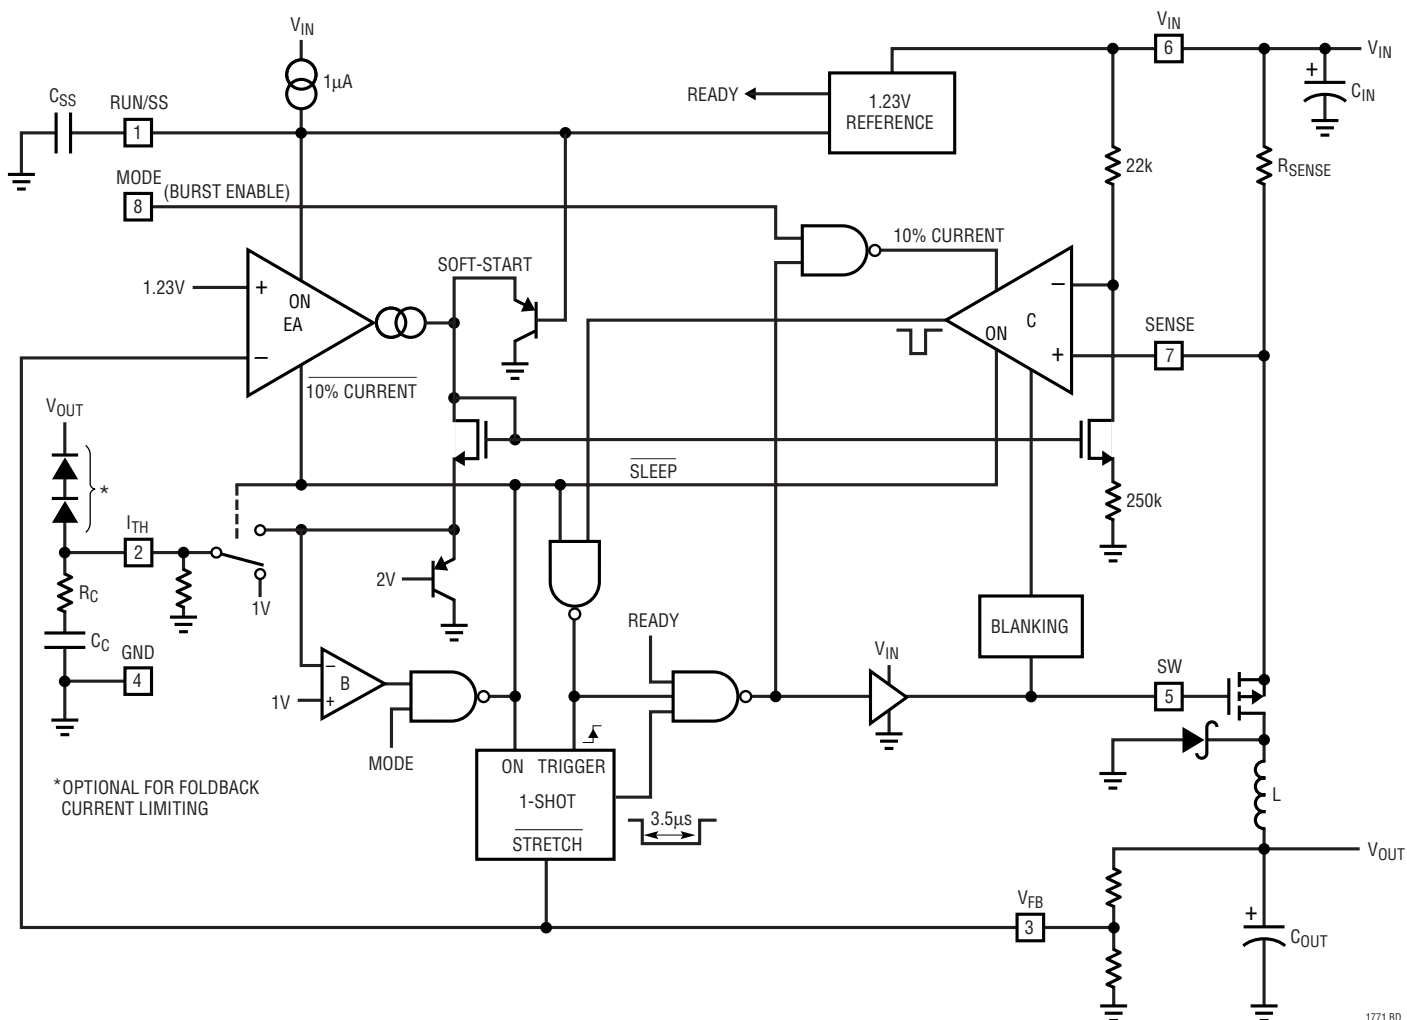 VIN
VIN
6
VIN
1µA
CSS
RUN/SS
1
READY
1.23V
REFERENCE
+
CIN
22k
RSENSE
MODE
(BURST ENABLE)
8
10% CURRENT
SOFT-START
1.23V
+
ON
EA
−
C
ON
−
+
SENSE
7
10% CURRENT
VOUT
*
SLEEP
250k
ITH
2
1V
2V
RC
CC
GND
4
READY
BLANKING
VIN
SW
5
−
B
+
1V
MODE
ON TRIGGER
1-SHOT
STRETCH
3.5µs
*OPTIONAL FOR FOLDBACK
CURRENT LIMITING
L
VOUT
VFB
3
+
COUT
1771 BD